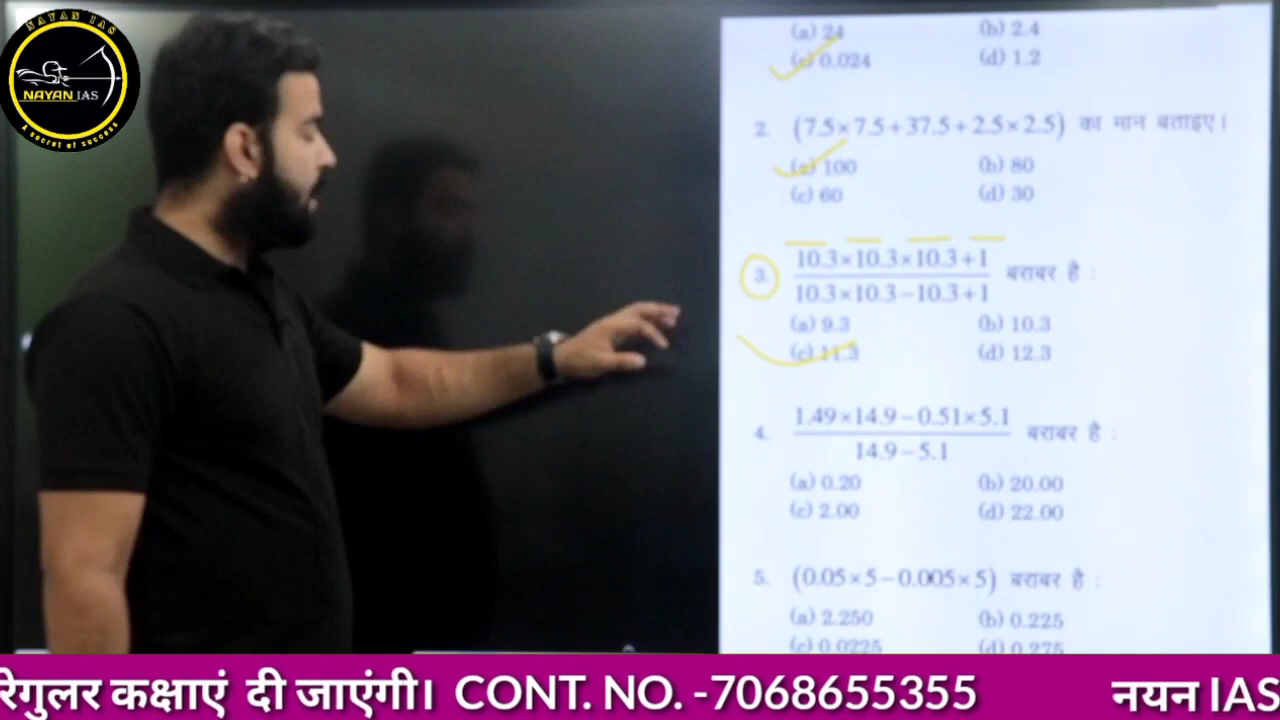 NAYAN IAS
NAYAN IAS
A secret of success
(a) 24 (b) 2.4
(c) 0.024 (d) 1.2
2. (7.5×7.5+37.5+2.5×2.5) का मान बताइए।
(a) 100 (b) 80
(c) 60 (d) 30
3. 10.3×10.3×10.3+1
10.3×10.3−10.3+1 बराबर है :
(a) 9.3 (b) 10.3
(c) 11.3 (d) 12.3
4. 1.49×14.9−0.51×5.1
14.9−5.1 बराबर है :
(a) 0.20 (b) 20.00
(c) 2.00 (d) 22.00
5. (0.05×5−0.005×5) बराबर है :
(a) 2.250 (b) 0.225
(c) 0.0225 (d) 0.275
रेगुलर कक्षाएं दी जाएंगी। CONT. NO. -7068655355 नयन IAS